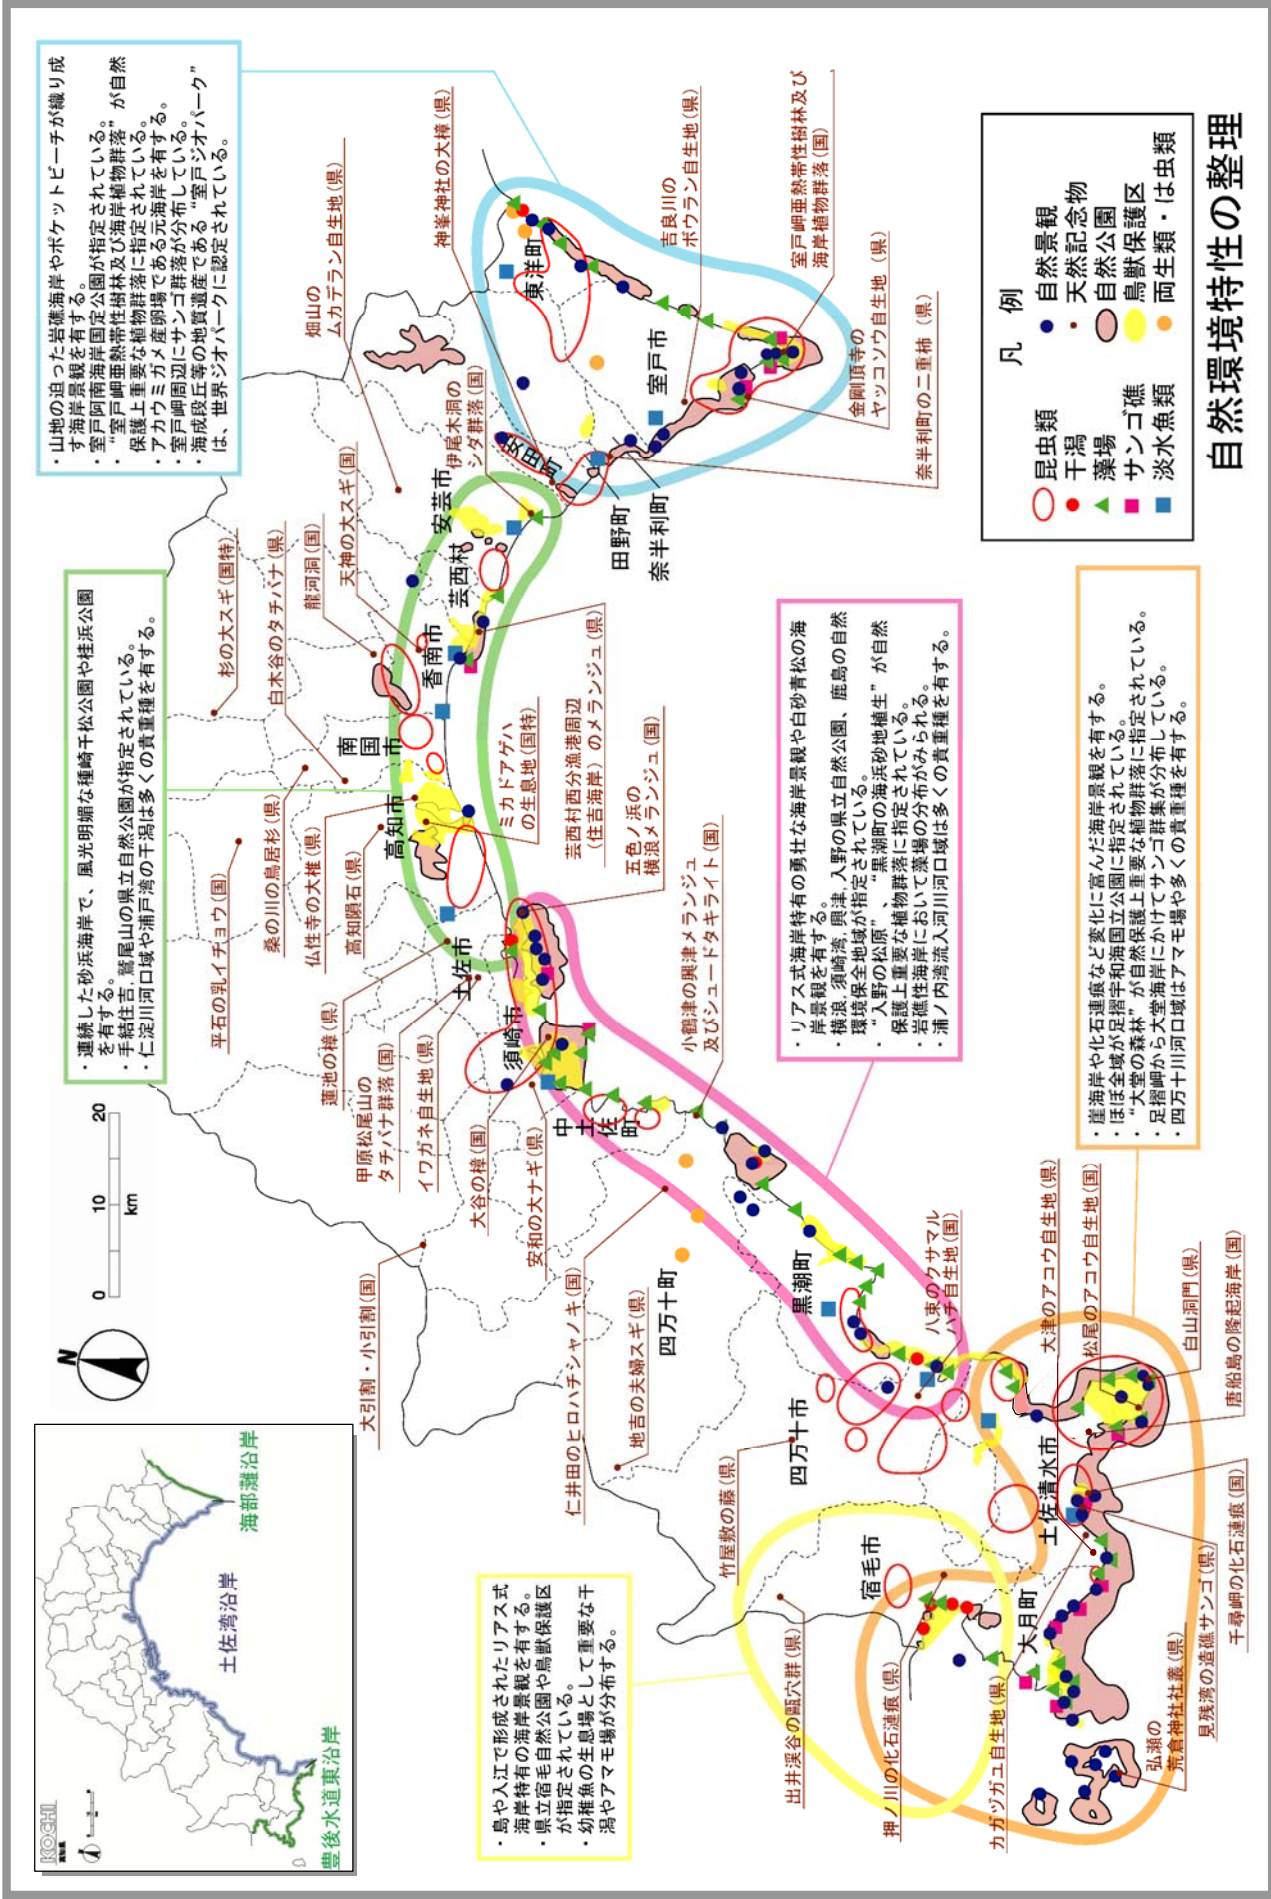 自然環境特性の整理
凡 例
昆虫類
干潟
藻場
サンゴ礁
淡水魚類
自然景観
天然記念物
自然公園
鳥獣保護区
両生類・は虫類
KOCHI
高知県
土佐湾沿岸
海部灘沿岸
豊後水道東沿岸
N
0
10
20
km
・連続した砂浜海岸で、風光明媚な種崎千松公園や桂浜公園
を有する。
・手結住吉、鷲尾山の県立自然公園が指定されている。
・仁淀川河口域や浦戸湾の干潟は多くの貴重種を有する。
・山地の迫った岩礁海岸やポケットビーチが織り成
す海岸景観を有する。
・室戸阿南海岸国定公園が指定されている。
・“室戸岬亜熱帯性樹林及び海岸植物群落”が自然
保護上重要な植物群落に指定されている。
・アカウミガメ産卵場である元海岸を有する。
・室戸岬周辺にサンゴ群落が分布している。
・海成段丘等の地質遺産である“室戸ジオパーク”
は、世界ジオパークに認定されている。
・リアス式海岸特有の勇壮な海岸景観や白砂青松の海
岸景観を有する。
・横浪、須崎湾、興津、入野の県立自然公園、鹿島の自然
環境保全地域が指定されている。
・“入野の松原”、“黒潮町の海浜砂地植生”が自然
保護上重要な植物群落に指定されている。
・岩礁性海岸において藻場の分布がみられる。
・浦ノ内湾流入河川河口域は多くの貴重種を有する。
・崖海岸や化石漣痕など変化に富んだ海岸景観を有する。
・ほぼ全域が足摺宇和海国立公園に指定されている。
・“大堂の森林”が自然保護上重要な植物群落に指定されている。
・足摺岬から大堂海岸にかけてサンゴ群集が分布している。
・四万十川河口域はアマモ場や多くの貴重種を有する。
・島や入江で形成されたリアス式
海岸特有の海岸景観を有する。
・県立宿毛自然公園や鳥獣保護区
が指定されている。
・幼稚魚の生息場として重要な干
潟やアマモ場が分布する。
大引割・小引割(国)
平石の乳イチョウ(国)
杉の大スギ(国特)
桑の川の鳥居杉(県)
白木谷のタチバナ(県)
仏性寺の大椎(県)
龍河洞(国)
高知隕石(県)
天神の大スギ(国)
畑山の
ムカデラン自生地(県)
神峯神社の大樟(県)
伊尾木洞の
シダ群落(国)
吉良川の
ボウラン自生地(県)
室戸岬亜熱帯性樹林及び
海岸植物群落(国)
金剛頂寺の
ヤッコソウ自生地(県)
奈半利町の二重柿(県)
蓮池の樟(県)
甲原松尾山の
タチバナ群落(国)
イワガネ自生地(県)
大谷の樟(国)
安和の大ナギ(県)
ミカドアゲハ
の生息地(国特)
芸西村西分漁港周辺
(住吉海岸)のメランジュ(県)
五色ノ浜の
横浪メランジュ(国)
小鶴津の興津メランジュ
及びシュードタキライト(国)
仁井田のヒロハチシャノキ(国)
地吉の夫婦スギ(県)
竹屋敷の藤(県)
出井渓谷の甌穴群(県)
押ノ川の化石漣痕(県)
カカツガユ自生地(県)
八束のクサマル
ハチ自生地(国)
大津のアコウ自生地(県)
松尾のアコウ自生地(国)
白山洞門(県)
唐船島の隆起海岸(国)
千尋岬の化石漣痕(国)
見残湾の造礁サンゴ(県)
弘瀬の
荒倉神社社叢(県)
東洋町
室戸市
奈半利町
田野町
安田町
安芸市
芸西村
香南市
南国市
高知市
土佐市
須崎市
中土佐町
四万十町
黒潮町
四万十市
土佐清水市
大月町
宿毛市